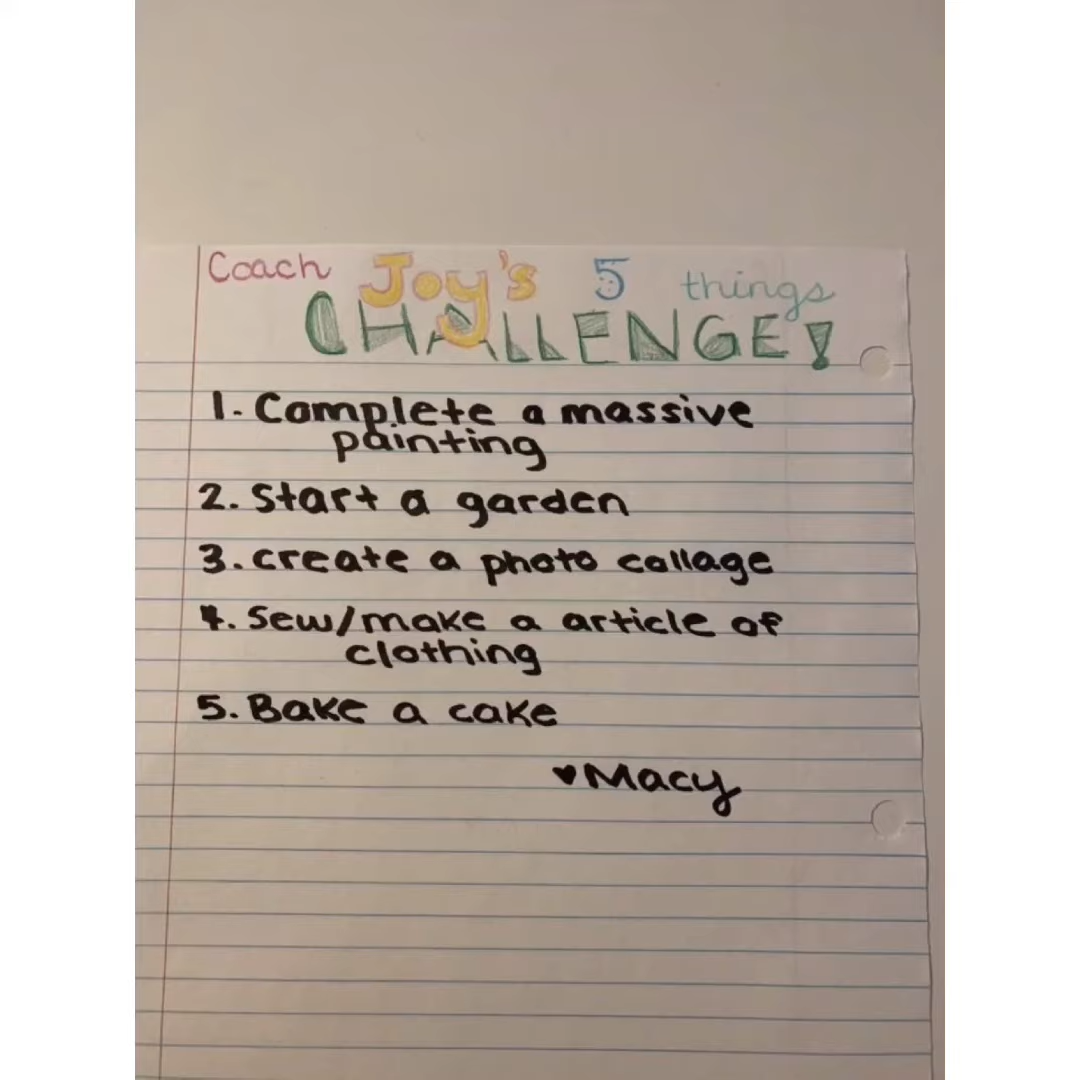 Coach Joy's 5 things
CHALLENGE!
1. Complete a massive
painting
2. Start a garden
3. create a photo collage
4. Sew/make a article of
clothing
5. Bake a cake
♥Macy